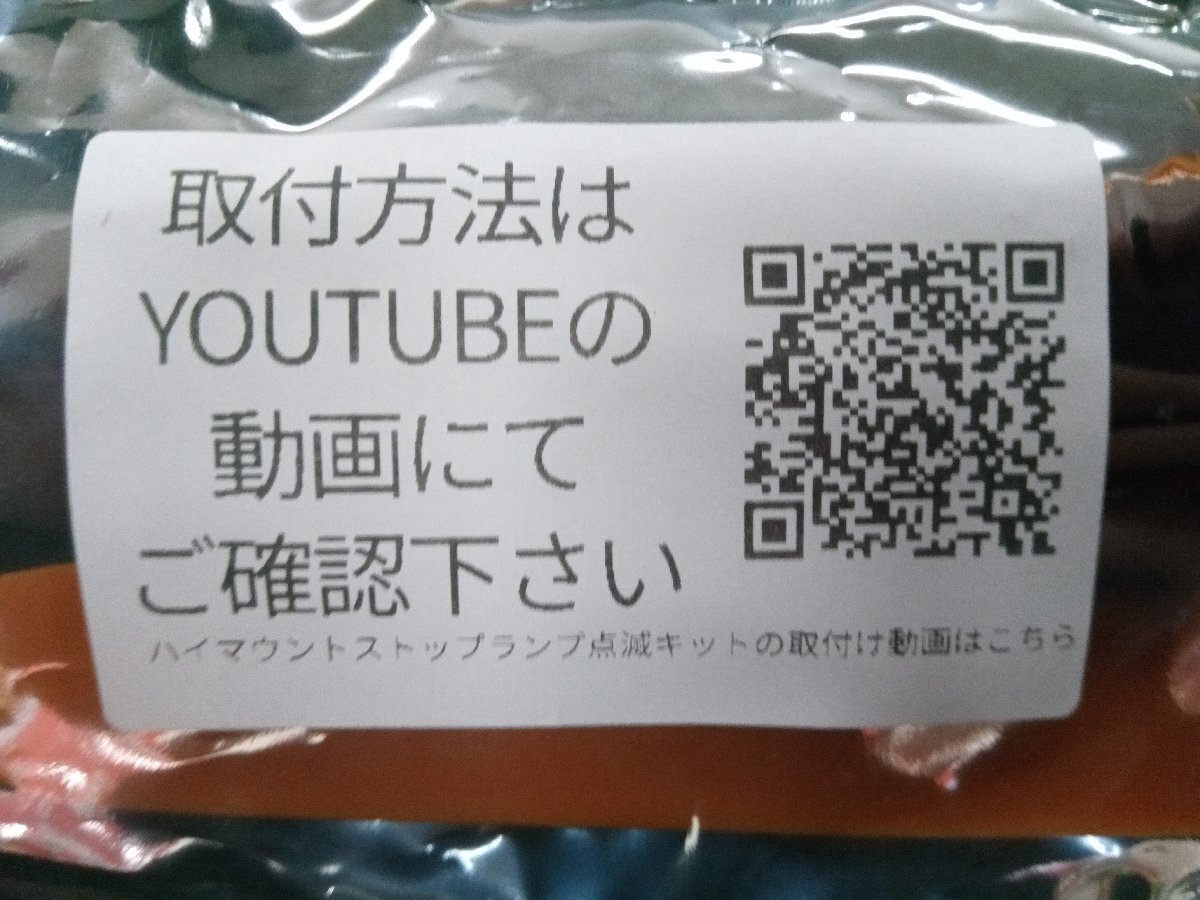 取付方法は
YOUTUBEの
動画にて
ご確認下さい
ハイマウントストップランプ点滅キットの取付け動画はこちら